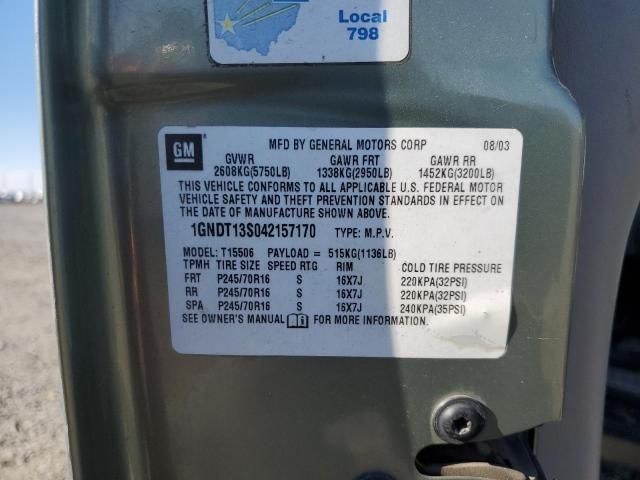 Local
798
GM
MFD BY GENERAL MOTORS CORP 08/03
GVWR GAWR FRT GAWR RR
2608KG(5750LB) 1338KG(2950LB) 1452KG(3200LB)
THIS VEHICLE CONFORMS TO ALL APPLICABLE U.S. FEDERAL MOTOR
VEHICLE SAFETY AND THEFT PREVENTION STANDARDS IN EFFECT ON
THE DATE OF MANUFACTURE SHOWN ABOVE.
1GNDT13S042157170 TYPE: M.P.V.
MODEL: T15506 PAYLOAD = 515KG(1136LB)
TPMH TIRE SIZE SPEED RTG RIM COLD TIRE PRESSURE
FRT P245/70R16 S 16X7J 220KPA(32PSI)
RR P245/70R16 S 16X7J 220KPA(32PSI)
SPA P245/70R16 S 16X7J 240KPA(35PSI)
SEE OWNER'S MANUAL FOR MORE INFORMATION.